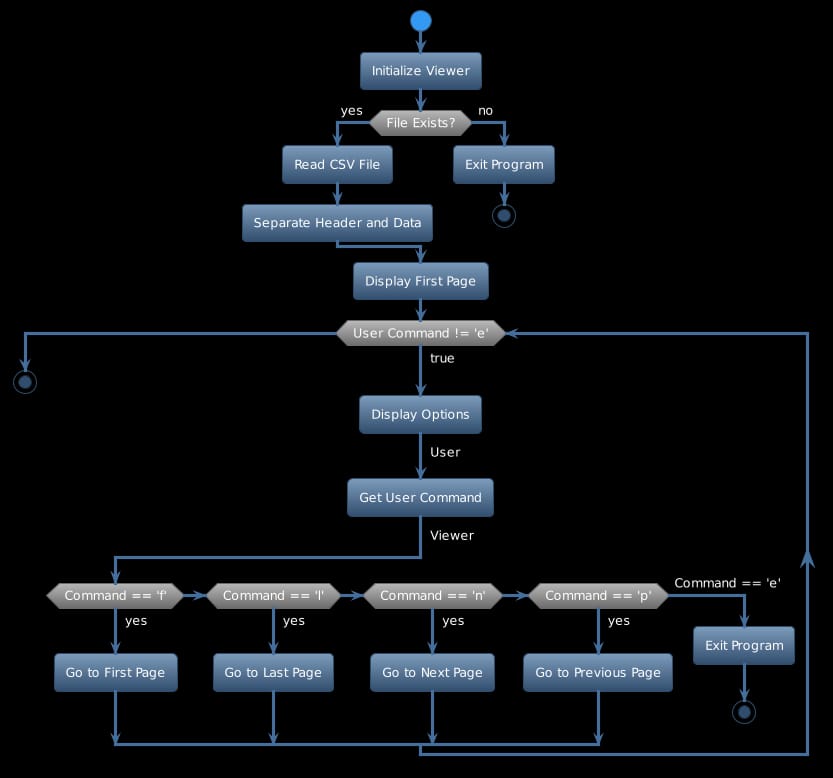 Initialize Viewer
yes
File Exists?
no
Read CSV File
Exit Program
Separate Header and Data
Display First Page
User Command != 'e'
true
Display Options
User
Get User Command
Viewer
Command == 'f'
Command == 'l'
Command == 'n'
Command == 'p'
Command == 'e'
yes
yes
yes
yes
Exit Program
Go to First Page
Go to Last Page
Go to Next Page
Go to Previous Page